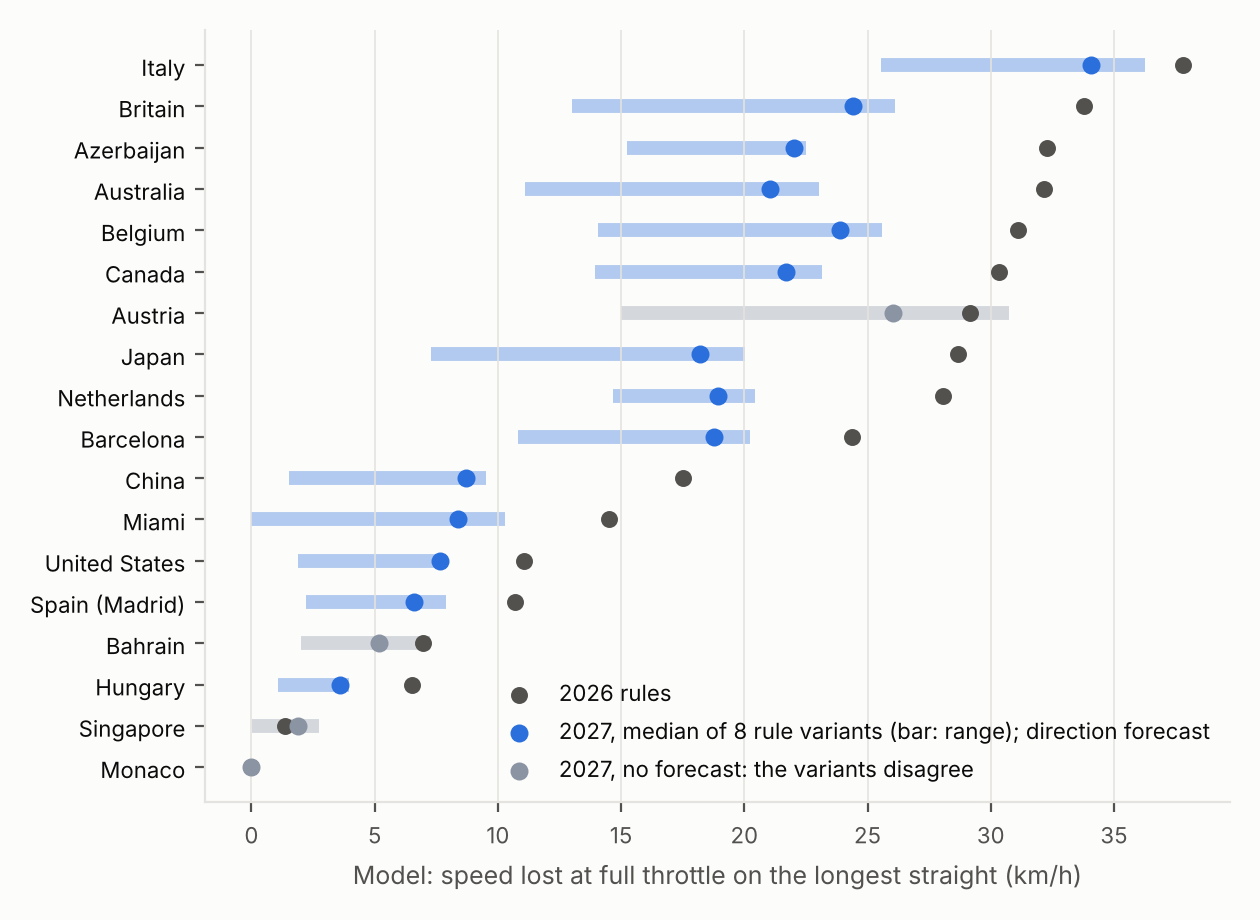 Italy
Britain
Azerbaijan
Australia
Belgium
Canada
Austria
Japan
Netherlands
Barcelona
China
Miami
United States
Spain (Madrid)
Bahrain
Hungary
Singapore
Monaco
2026 rules
2027, median of 8 rule variants (bar: range); direction forecast
2027, no forecast: the variants disagree
0 5 10 15 20 25 30 35
Model: speed lost at full throttle on the longest straight (km/h)